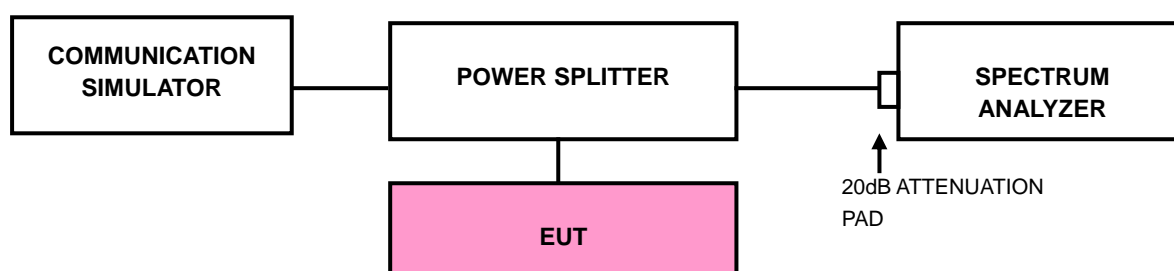 COMMUNICATION
SIMULATOR
POWER SPLITTER
SPECTRUM
ANALYZER
20dB ATTENUATION
PAD
EUT